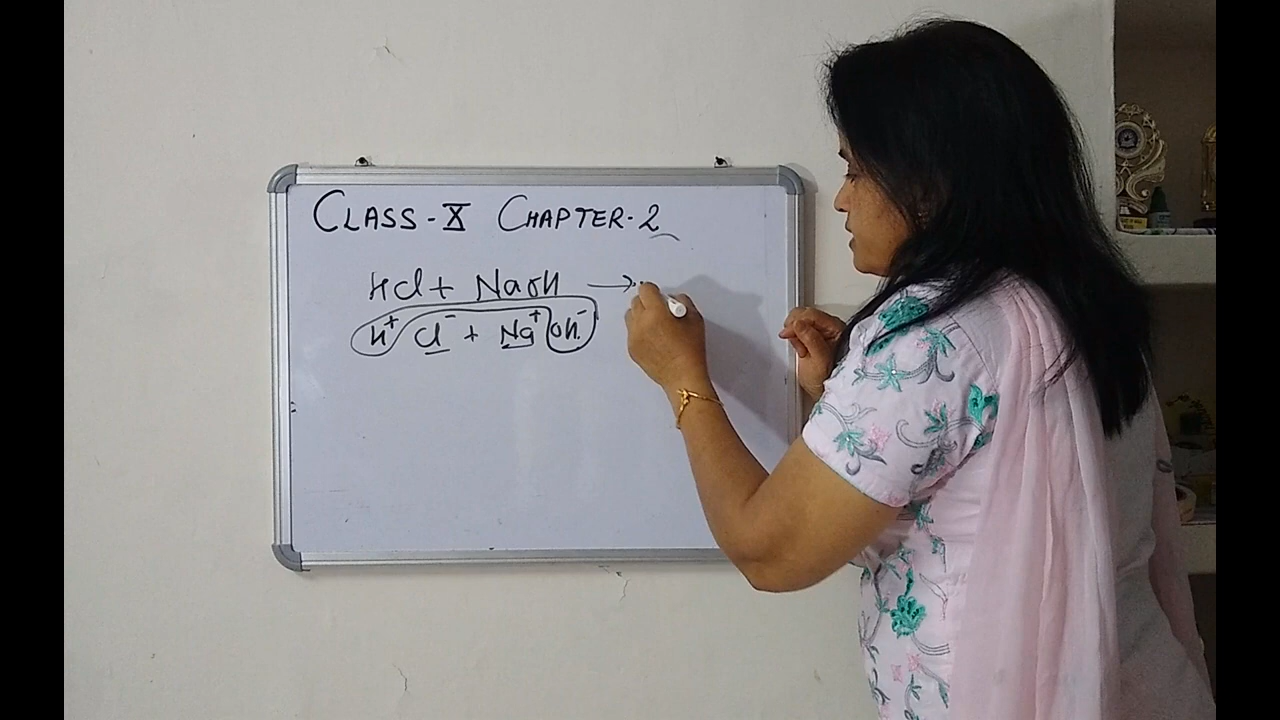 CLASS-X CHAPTER-2
HCl + NaOH →
H⁺ Cl⁻ + Na⁺ OH⁻